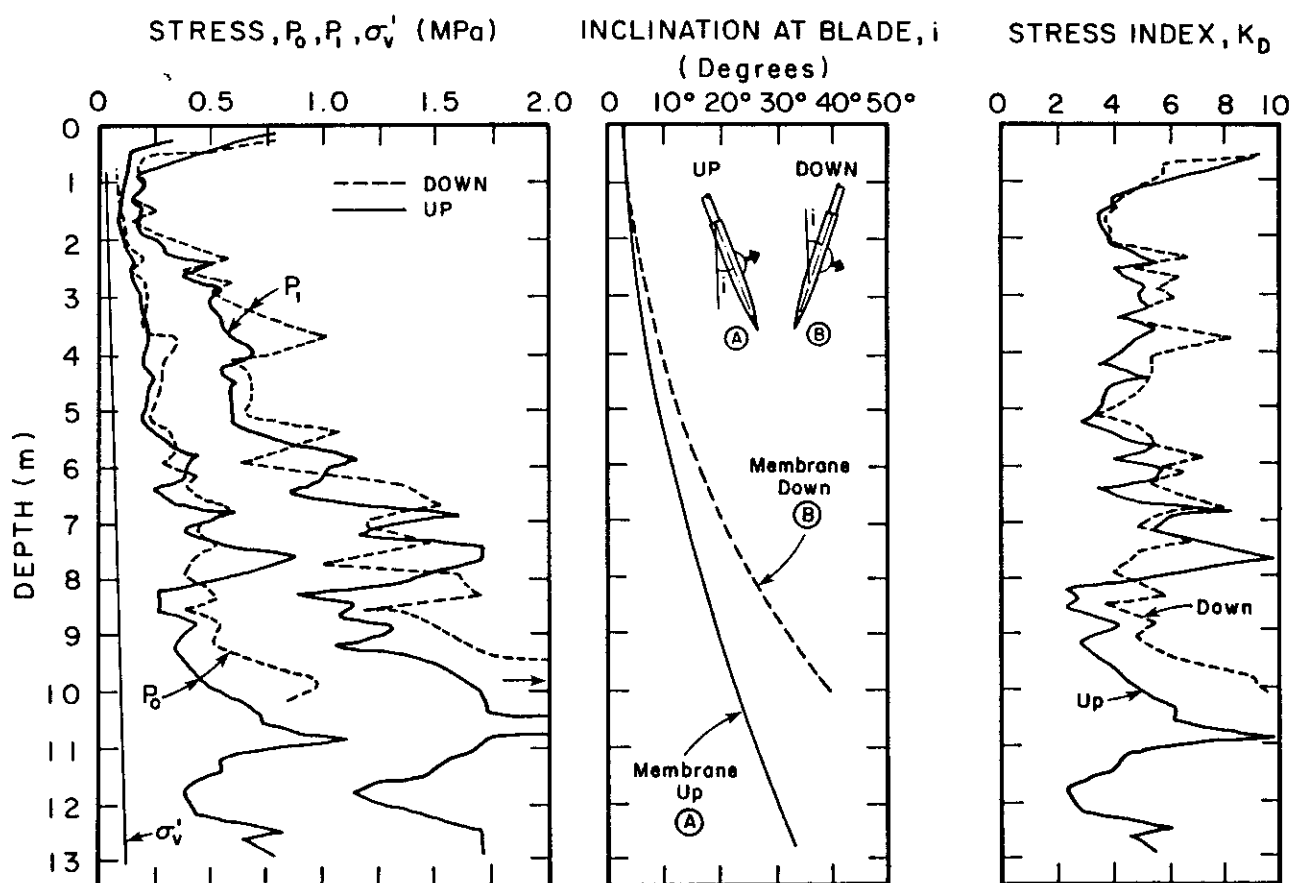 STRESS, P₀, P₁, σᵥ' (MPa)
0 0.5 1.0 1.5 2.0
INCLINATION AT BLADE, i
(Degrees)
0 10° 20° 30° 40° 50°
STRESS INDEX, K_D
0 2 4 6 8 10
DEPTH (m)
0
1
2
3
4
5
6
7
8
9
10
11
12
13
DOWN
UP
P₁
P₀
σᵥ'
UP
DOWN
i
i
A
B
Membrane
Down
B
Membrane
Up
A
Down
Up